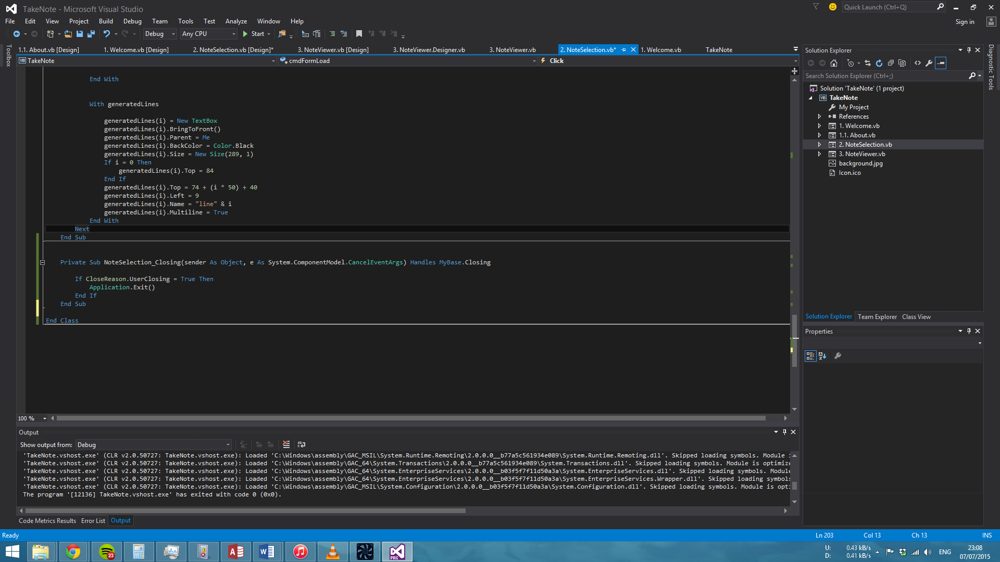 TakeNote - Microsoft Visual Studio
Quick Launch (Ctrl+Q)
File Edit View Project Build Debug Team Tools Test Analyze Window Help
Sign in
Debug Any CPU Start
Toolbox
1.1. About.vb [Design] 1. Welcome.vb [Design] 2. NoteSelection.vb [Design]* 3. NoteViewer.vb [Design] 3. NoteViewer.Designer.vb 3. NoteViewer.vb 2. NoteSelection.vb* 1. Welcome.vb TakeNote
VB TakeNote cmdFormLoad Click
End With
With generatedLines
generatedLines(i) = New TextBox
generatedLines(i).BringToFront()
generatedLines(i).Parent = Me
generatedLines(i).BackColor = Color.Black
generatedLines(i).Size = New Size(289, 1)
If i = 0 Then
generatedLines(i).Top = 84
End If
generatedLines(i).Top = 74 + (i * 50) + 40
generatedLines(i).Left = 9
generatedLines(i).Name = "line" & i
generatedLines(i).Multiline = True
End With
Next
End Sub
Private Sub NoteSelection_Closing(sender As Object, e As System.ComponentModel.CancelEventArgs) Handles MyBase.Closing
If CloseReason.UserClosing = True Then
Application.Exit()
End If
End Sub
End Class
100 %
Output
Show output from: Debug
'TakeNote.vshost.exe' (CLR v2.0.50727: TakeNote.vshost.exe): Loaded 'C:\Windows\assembly\GAC_MSIL\System.Runtime.Remoting\2.0.0.0__b77a5c561934e089\System.Runtime.Remoting.dll'. Skipped loading symbols. Module
'TakeNote.vshost.exe' (CLR v2.0.50727: TakeNote.vshost.exe): Loaded 'C:\Windows\assembly\GAC_64\System.Transactions\2.0.0.0__b77a5c561934e089\System.Transactions.dll'. Skipped loading symbols. Module is optimize
'TakeNote.vshost.exe' (CLR v2.0.50727: TakeNote.vshost.exe): Loaded 'C:\Windows\assembly\GAC_64\System.EnterpriseServices\2.0.0.0__b03f5f7f11d50a3a\System.EnterpriseServices.dll'. Skipped loading symbols. Modul
'TakeNote.vshost.exe' (CLR v2.0.50727: TakeNote.vshost.exe): Loaded 'C:\Windows\assembly\GAC_64\System.EnterpriseServices\2.0.0.0__b03f5f7f11d50a3a\System.EnterpriseServices.Wrapper.dll'. Skipped loading symbols
'TakeNote.vshost.exe' (CLR v2.0.50727: TakeNote.vshost.exe): Loaded 'C:\Windows\assembly\GAC_MSIL\System.Configuration\2.0.0.0__b03f5f7f11d50a3a\System.Configuration.dll'. Skipped loading symbols. Module is opti
The program '[12136] TakeNote.vshost.exe' has exited with code 0 (0x0).
Code Metrics Results Error List Output
Solution Explorer
Search Solution Explorer (Ctrl+;)
Solution 'TakeNote' (1 project)
VB TakeNote
My Project
References
1. Welcome.vb
1.1. About.vb
2. NoteSelection.vb
3. NoteViewer.vb
background.jpg
Icon.ico
Solution Explorer Team Explorer Class View
Properties
Diagnostic Tools
Ready Ln 203 Col 13 Ch 13 INS
23
PRE
U: 0.43 kB/s
D: 0.41 kB/s
ENG
23:08
07/07/2015